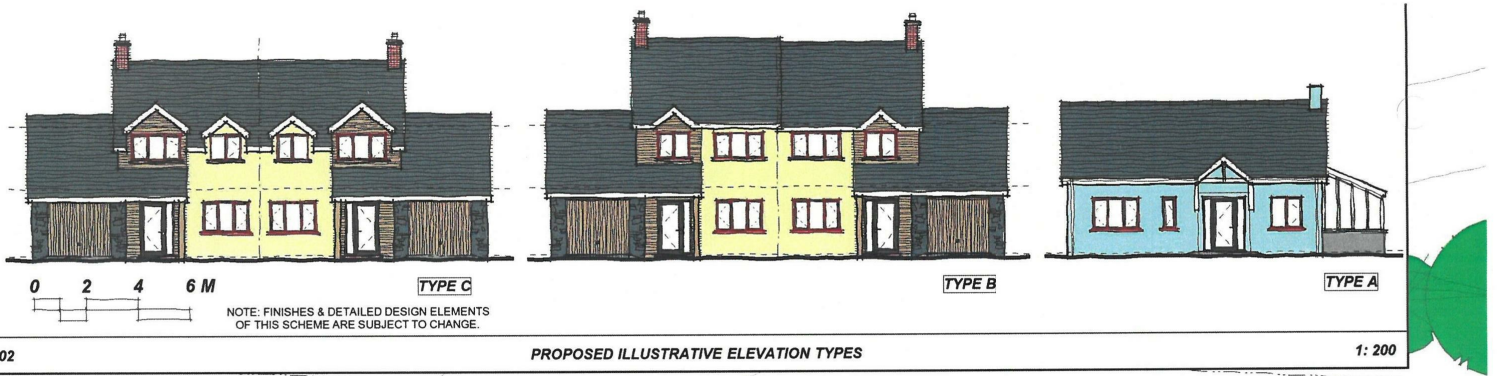 TYPE C
TYPE B
TYPE A
0 2 4 6 M
NOTE: FINISHES & DETAILED DESIGN ELEMENTS
OF THIS SCHEME ARE SUBJECT TO CHANGE.
02
PROPOSED ILLUSTRATIVE ELEVATION TYPES
1: 200